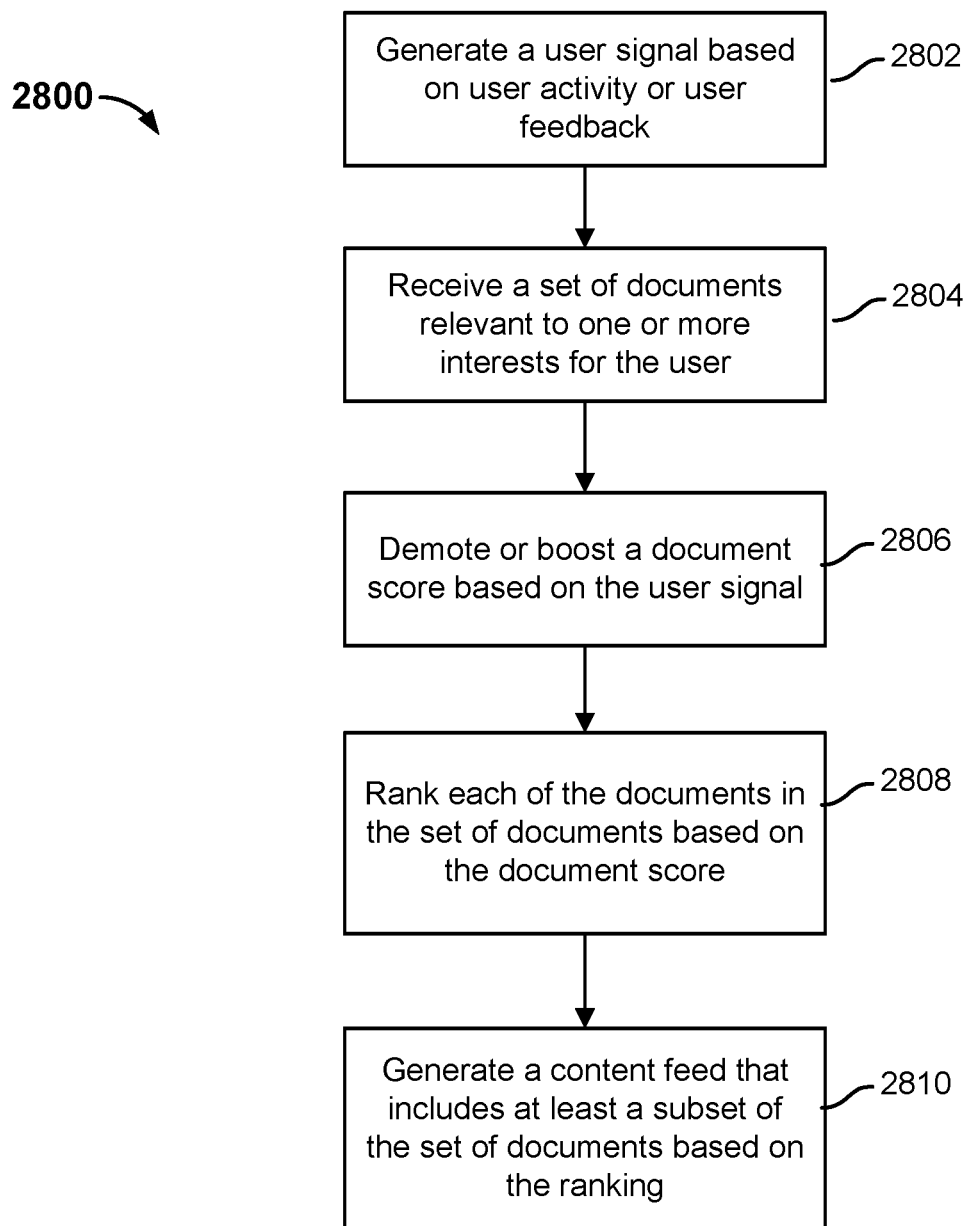 2800
Generate a user signal based
on user activity or user
feedback
2802
Receive a set of documents
relevant to one or more
interests for the user
2804
Demote or boost a document
score based on the user signal
2806
Rank each of the documents in
the set of documents based on
the document score
2808
Generate a content feed that
includes at least a subset of
the set of documents based on
the ranking
2810